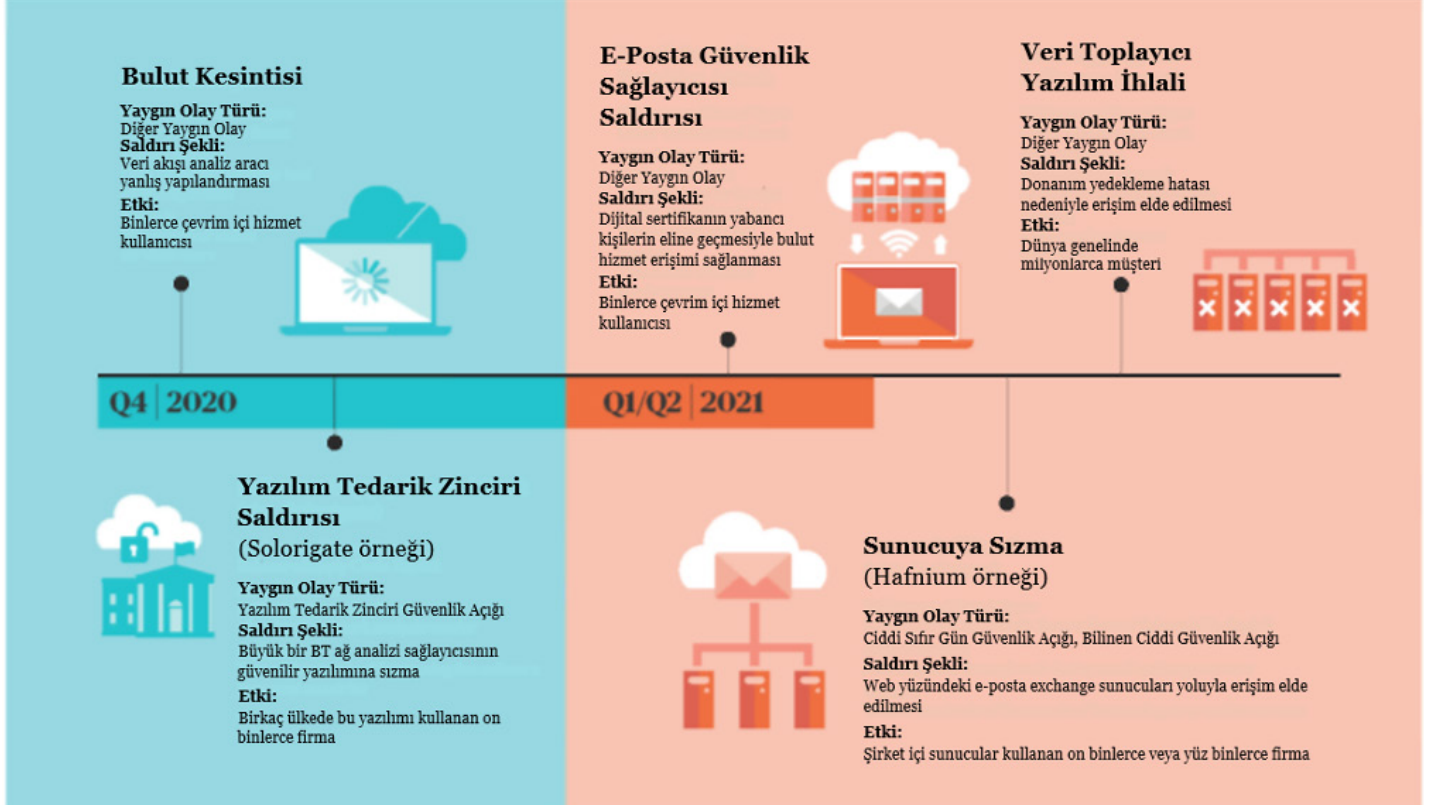 Bulut Kesintisi
Yaygın Olay Türü:
Diğer Yaygın Olay
Saldırı Şekli:
Veri akışı analiz aracı
yanlış yapılandırması
Etki:
Binlerce çevrim içi hizmet
kullanıcısı
E-Posta Güvenlik
Sağlayıcısı
Saldırısı
Yaygın Olay Türü:
Diğer Yaygın Olay
Saldırı Şekli:
Dijital sertifikanın yabancı
kişilerin eline geçmesiyle bulut
hizmet erişimi sağlanması
Etki:
Binlerce çevrim içi hizmet
kullanıcısı
Veri Toplayıcı
Yazılım İhlali
Yaygın Olay Türü:
Diğer Yaygın Olay
Saldırı Şekli:
Donanım yedekleme hatası
nedeniyle erişim elde edilmesi
Etki:
Dünya genelinde
milyonlarca müşteri
Q4 | 2020
Q1/Q2 | 2021
Yazılım Tedarik Zinciri
Saldırısı
(Solorigate örneği)
Yaygın Olay Türü:
Yazılım Tedarik Zinciri Güvenlik Açığı
Saldırı Şekli:
Büyük bir BT ağ analizi sağlayıcısının
güvenilir yazılımına sızma
Etki:
Birkaç ülkede bu yazılımı kullanan on
binlerce firma
Sunucuya Sızma
(Hafnium örneği)
Yaygın Olay Türü:
Ciddi Sıfır Gün Güvenlik Açığı, Bilinen Ciddi Güvenlik Açığı
Saldırı Şekli:
Web yüzündeki e-posta exchange sunucuları yoluyla erişim elde
edilmesi
Etki:
Şirket içi sunucular kullanan on binlerce veya yüz binlerce firma